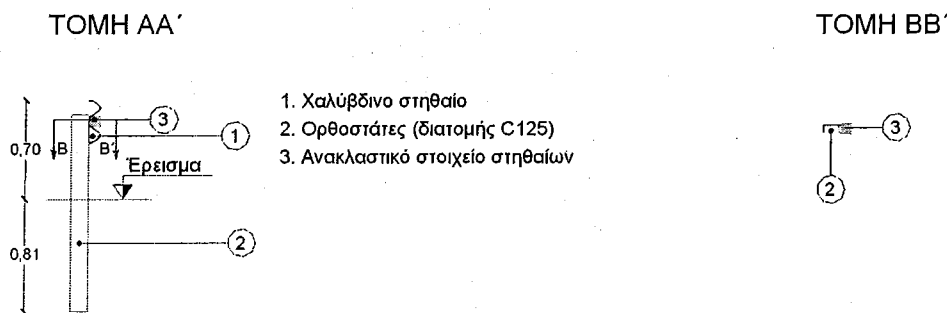 ΤΟΜΗ ΑΑ΄
ΤΟΜΗ ΒΒ΄
1. Χαλύβδινο στηθαίο
2. Ορθοστάτες (διατομής C125)
3. Ανακλαστικό στοιχείο στηθαίων
3
1
0,70
Β
Β΄
Έρεισμα
2
0,81
3
2